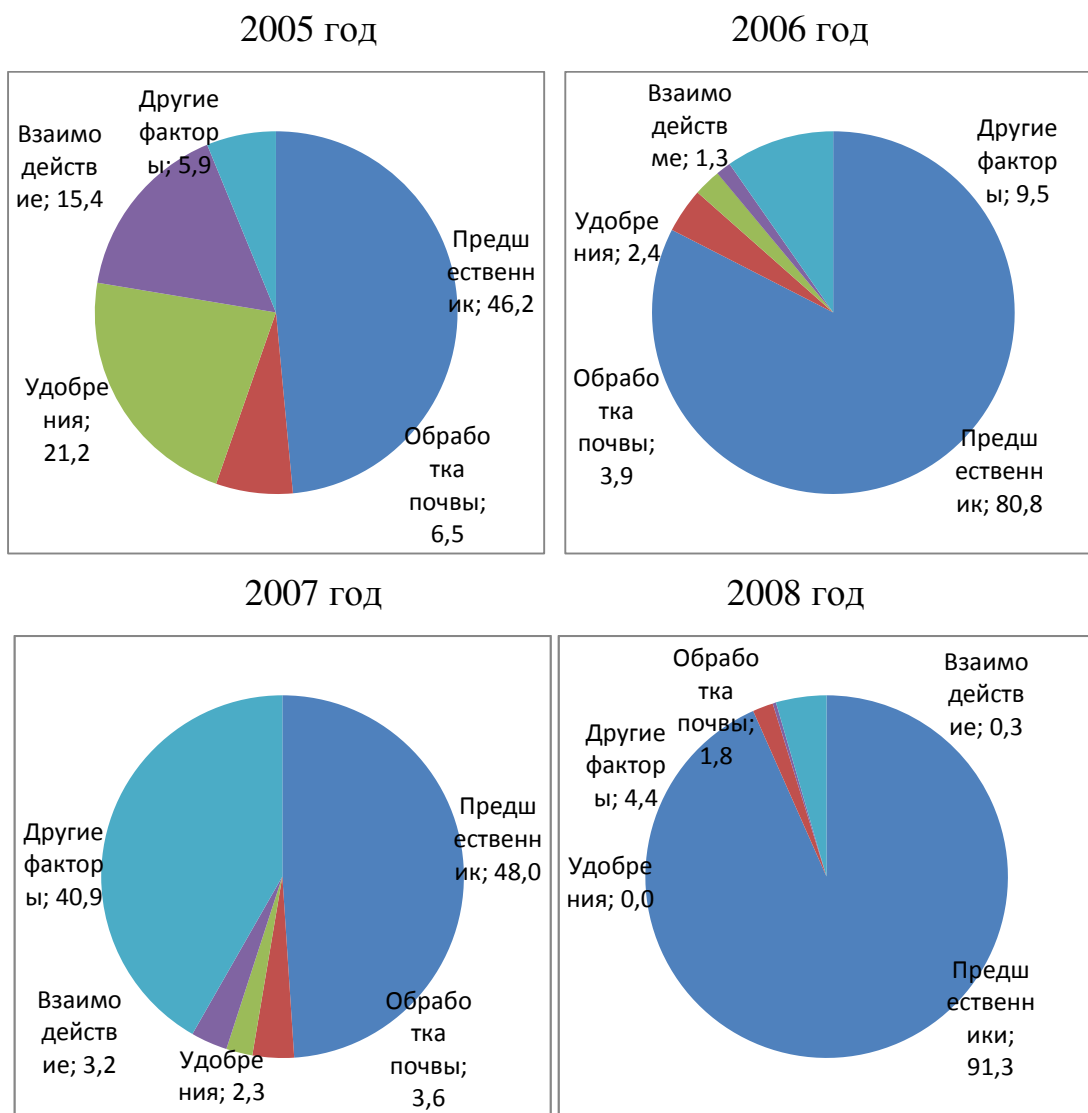 2005 год
2006 год
Другие
фактор
ы; 5,9
Взаимо
действ
ие; 15,4
Предш
ественн
ик; 46,2
Удобре
ния;
21,2
Обрабо
тка
почвы;
6,5
Взаимо
действ
ме; 1,3
Другие
фактор
ы; 9,5
Удобре
ния; 2,4
Обрабо
тка
почвы;
3,9
Предш
ественн
ик; 80,8
2007 год
2008 год
Предш
ественн
ик; 48,0
Другие
фактор
ы; 40,9
Взаимо
действ
ие; 3,2
Удобре
ния; 2,3
Обрабо
тка
почвы;
3,6
Обрабо
тка
почвы;
1,8
Взаимо
действ
ие; 0,3
Другие
фактор
ы; 4,4
Удобре
ния; 0,0
Предш
ественн
ики;
91,3